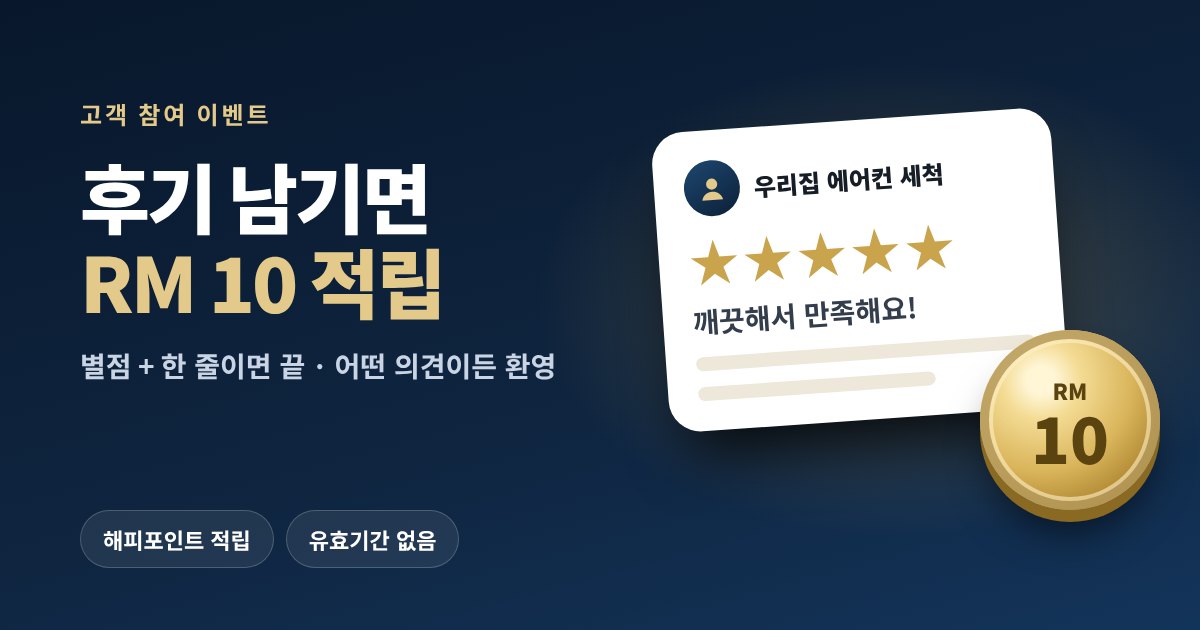 고객 참여 이벤트
후기 남기면
RM 10 적립
별점 + 한 줄이면 끝 · 어떤 의견이든 환영
해피포인트 적립
유효기간 없음
우리집 에어컨 세척
★★★★★
깨끗해서 만족해요!
RM
10